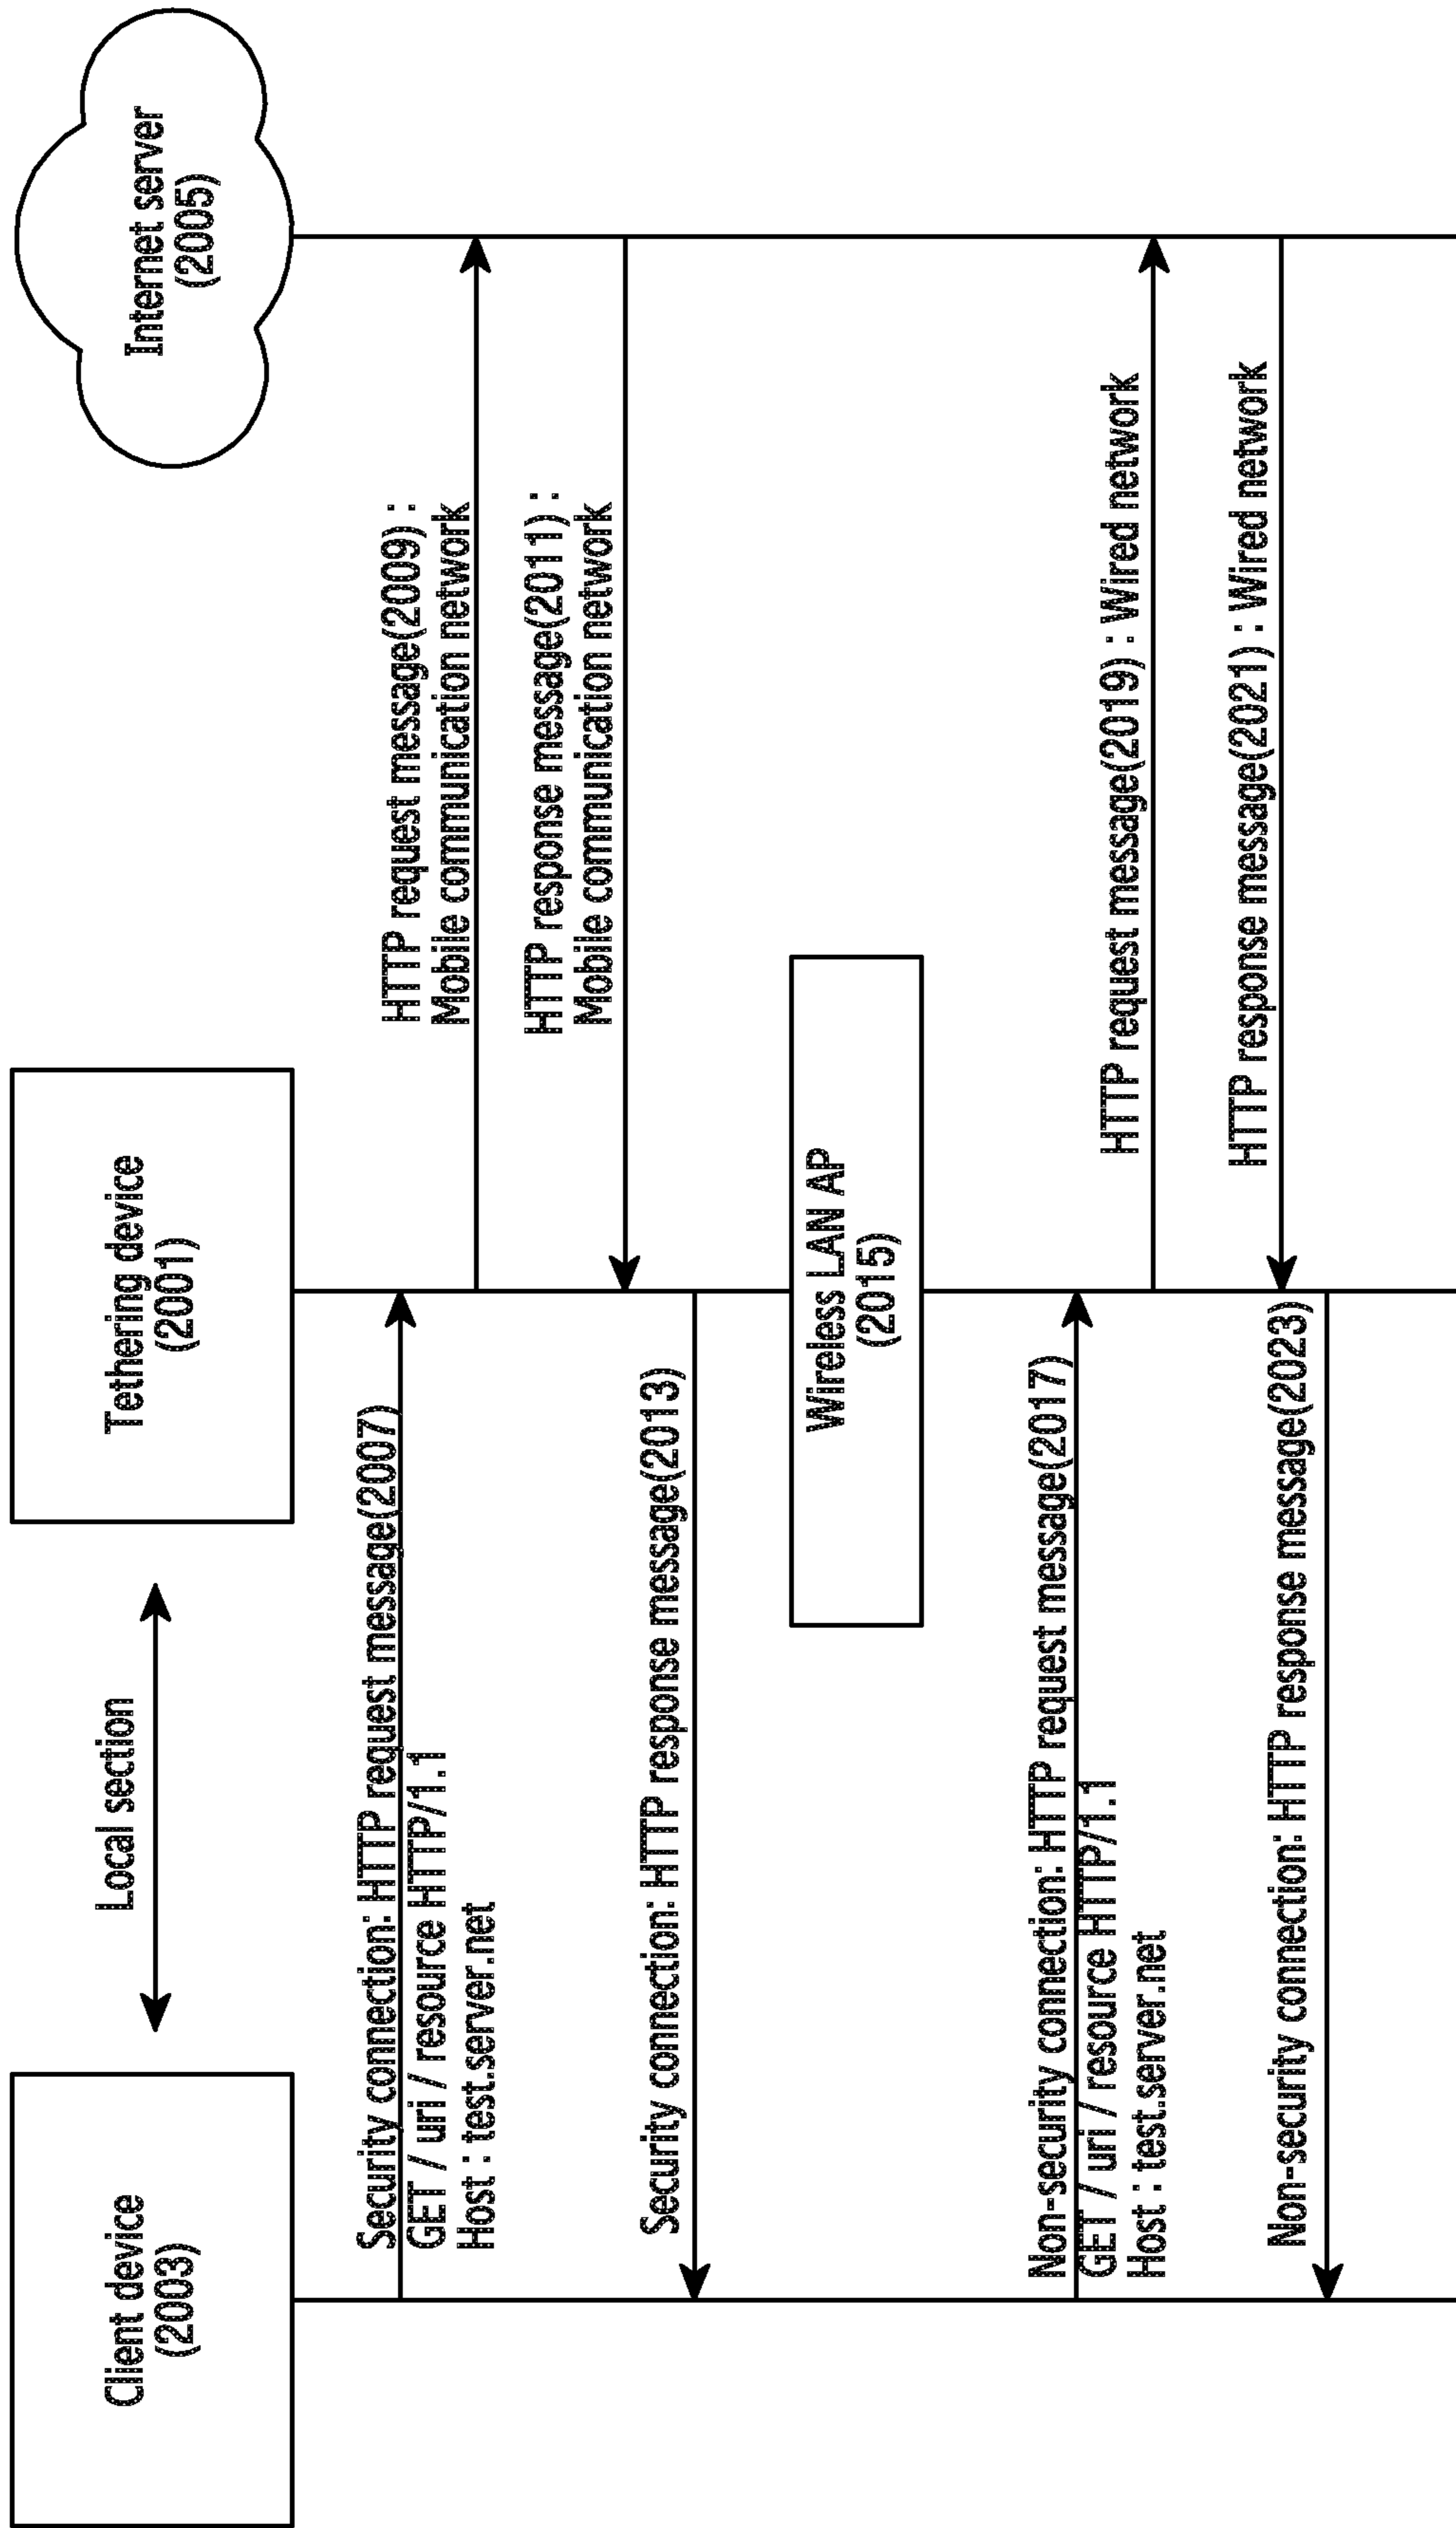 Client device
(2003)
Local section
Tethering device
(2001)
Internet server
(2005)
Security connection: HTTP request message(2007)
GET / uri / resource HTTP/1.1
Host : test.server.net
HTTP request message(2009) :
Mobile communication network
HTTP response message(2011) :
Mobile communication network
Security connection: HTTP response message(2013)
Wireless LAN AP
(2015)
Non-security connection: HTTP request message(2017)
GET / uri / resource HTTP/1.1
Host : test.server.net
HTTP request message(2019) : Wired network
HTTP response message(2021) : Wired network
Non-security connection: HTTP response message(2023)